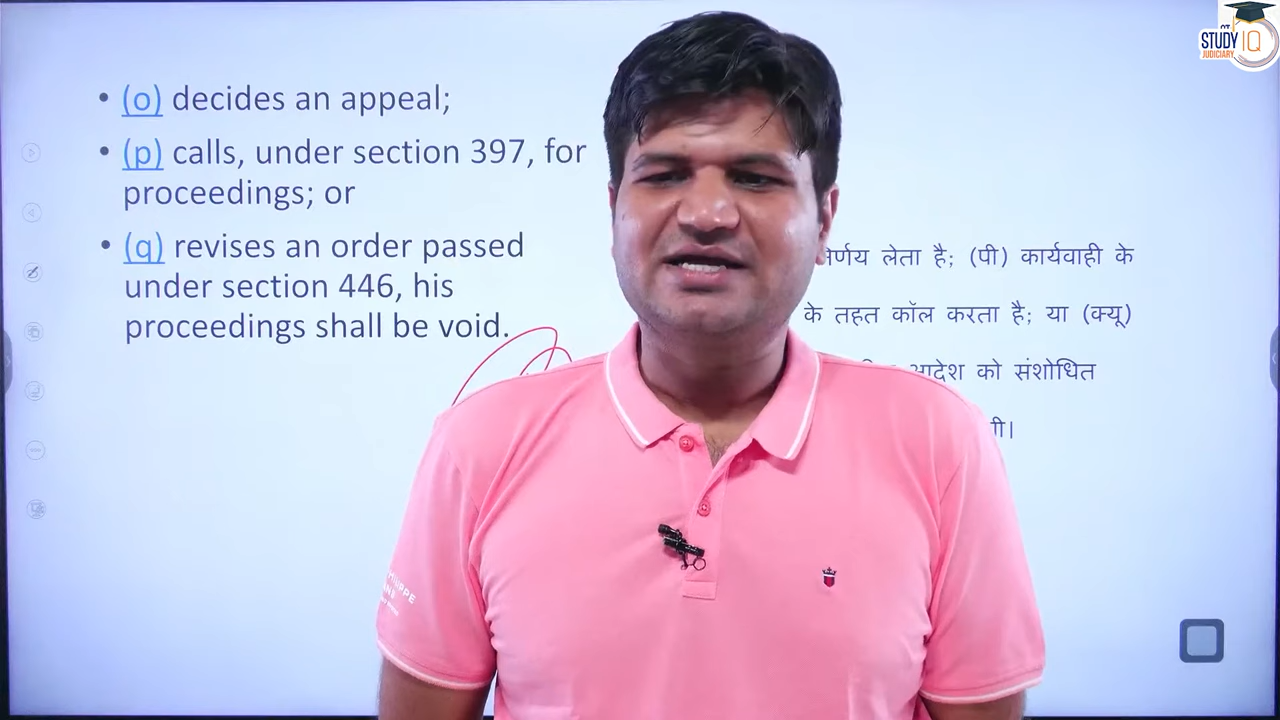 STUDY IQ
JUDICIARY
• (o) decides an appeal;
• (p) calls, under section 397, for
proceedings; or
• (q) revises an order passed
under section 446, his
proceedings shall be void.
लेता है; (पी) कार्यवाही के
के तहत कॉल करता है; या (क्यू)
आदेश को संशोधित